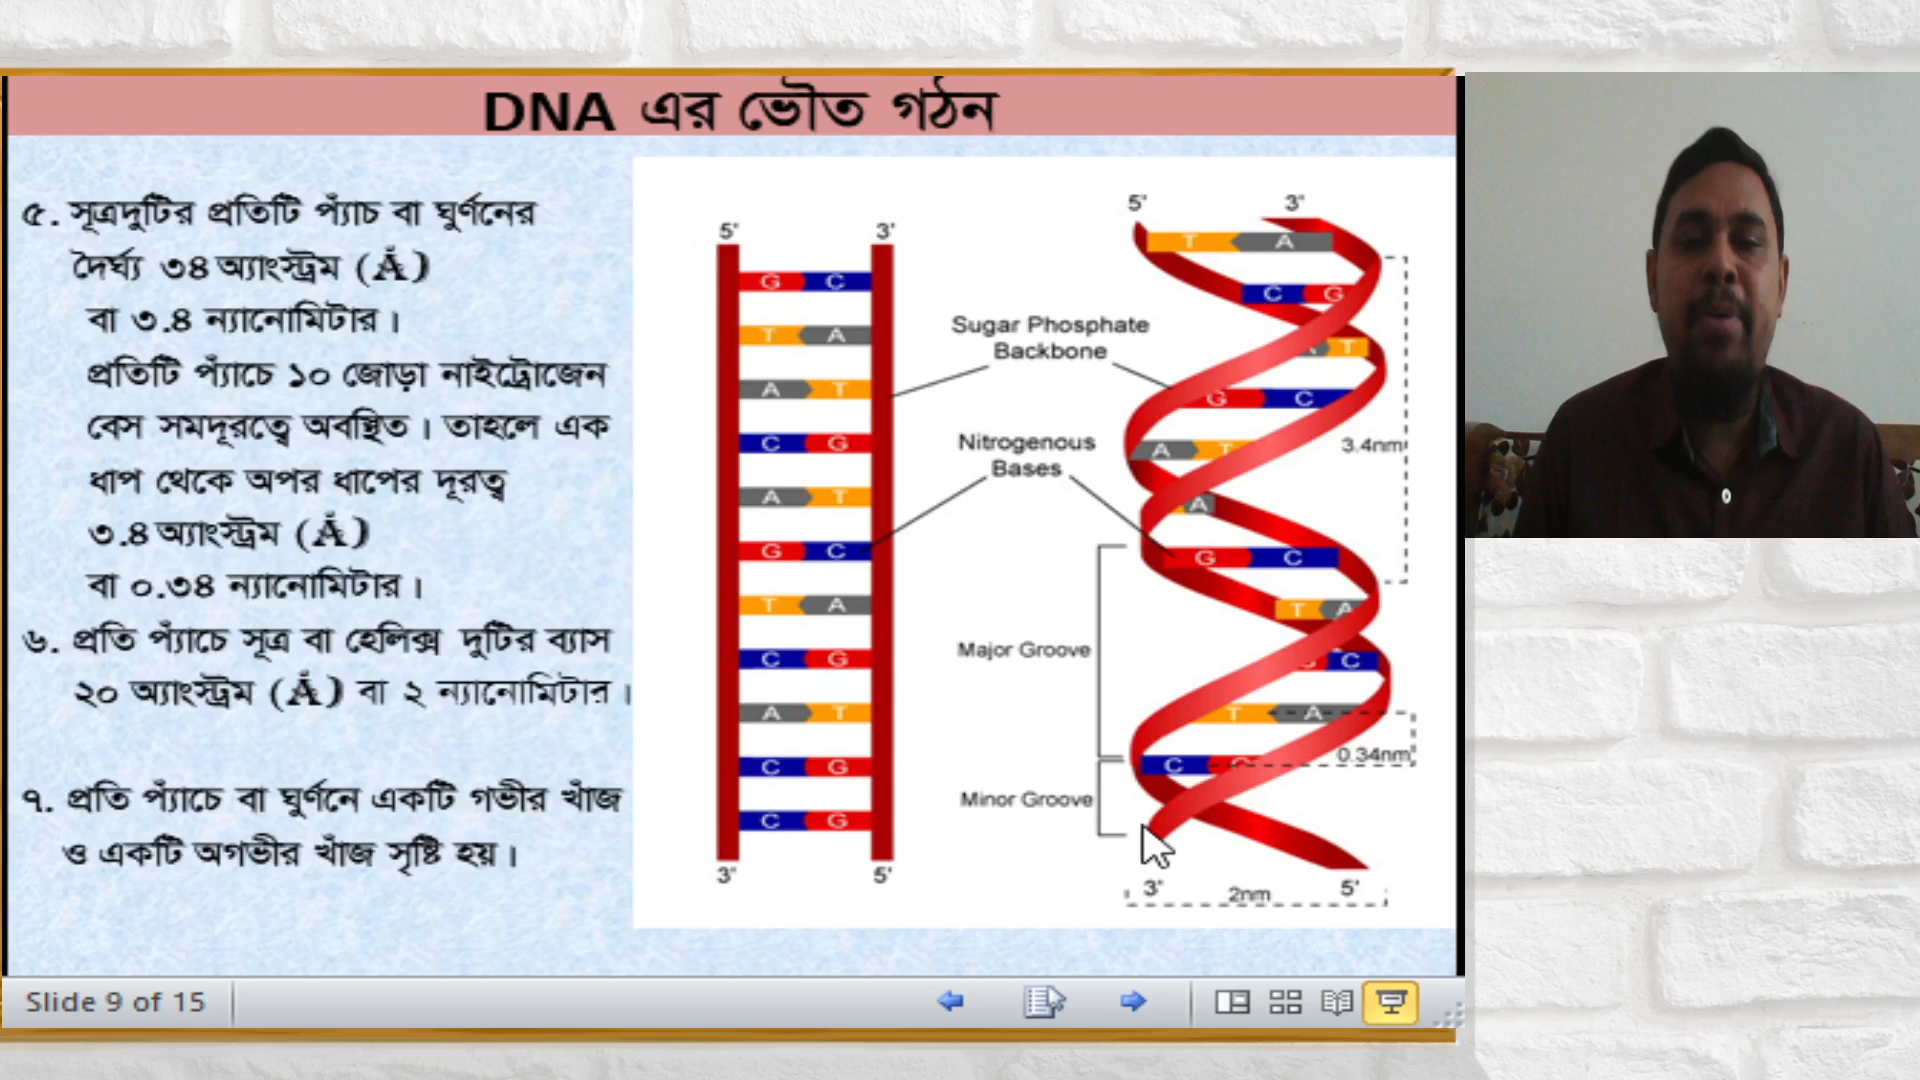 DNA এর ভৌত গঠন
৫. সূত্রদুটির প্রতিটি প্যাঁচ বা ঘুর্ণনের
দৈর্ঘ্য ৩৪ অ্যাংস্ট্রম (Å)
বা ৩.৪ ন্যানোমিটার।
প্রতিটি প্যাঁচে ১০ জোড়া নাইট্রোজেন
বেস সমদূরত্বে অবস্থিত। তাহলে এক
ধাপ থেকে অপর ধাপের দূরত্ব
৩.৪ অ্যাংস্ট্রম (Å)
বা ০.৩৪ ন্যানোমিটার।
৬. প্রতি প্যাঁচে সূত্র বা হেলিক্স দুটির ব্যাস
২০ অ্যাংস্ট্রম (Å) বা ২ ন্যানোমিটার।
৭. প্রতি প্যাঁচে বা ঘুর্ণনে একটি গভীর খাঁজ
ও একটি অগভীর খাঁজ সৃষ্টি হয়।
5' 3'
G C
T A
A T
C G
A T
G C
T A
C G
A T
C G
C G
3' 5'
Sugar Phosphate
Backbone
Nitrogenous
Bases
Major Groove
Minor Groove
5' 3'
T A
C G
T
G C
A T
A
G C
T A
C
T A
C G
3.4nm
0.34nm
3' 5'
2nm
Slide 9 of 15